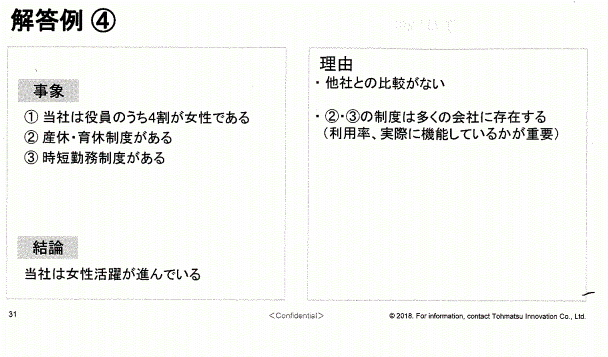 解答例 ④
事象
① 当社は役員のうち4割が女性である
② 産休・育休制度がある
③ 時短勤務制度がある
結論
当社は女性活躍が進んでいる
理由
・他社との比較がない
・②・③の制度は多くの会社に存在する
(利用率、実際に機能しているかが重要)
31
<Confidential>
© 2018. For information, contact Tohmatsu Innovation Co., Ltd.